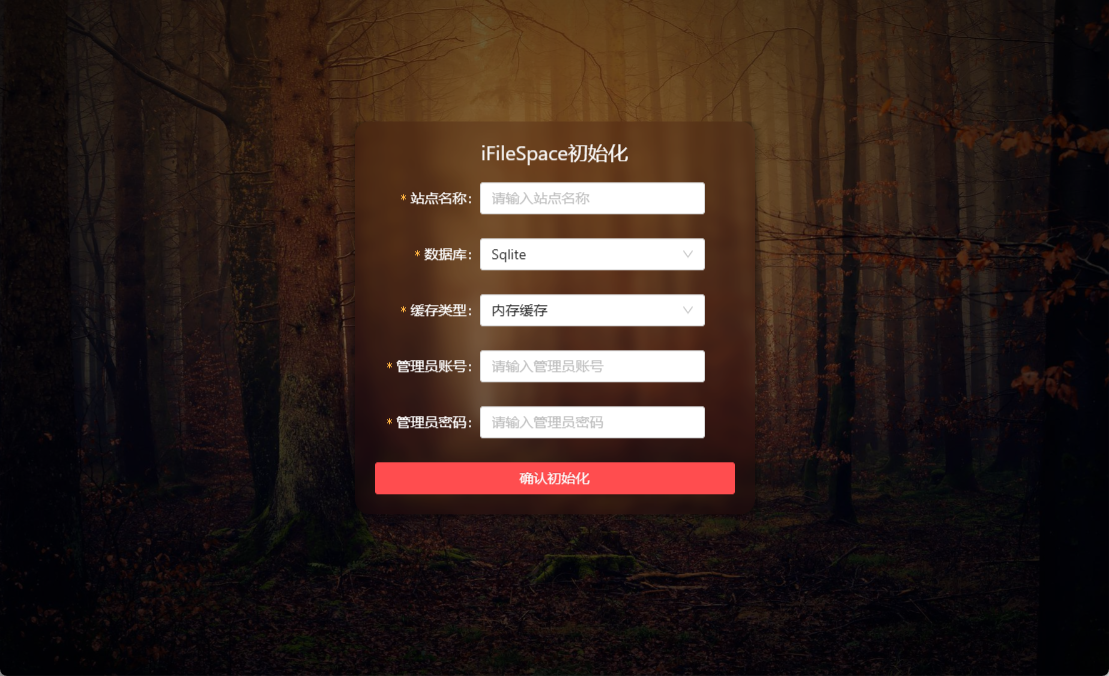 iFileSpace初始化
* 站点名称: 请输入站点名称
* 数据库: Sqlite
* 缓存类型: 内存缓存
* 管理员账号: 请输入管理员账号
* 管理员密码: 请输入管理员密码
确认初始化